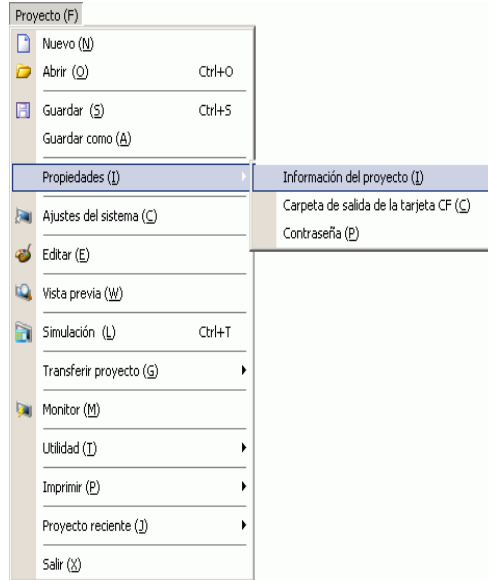 Proyecto (F)
Nuevo (N)
Abrir (O) Ctrl+O
Guardar (S) Ctrl+S
Guardar como (A)
Propiedades (I)
Información del proyecto (I)
Carpeta de salida de la tarjeta CF (C)
Contraseña (P)
Ajustes del sistema (C)
Editar (E)
Vista previa (W)
Simulación (L) Ctrl+T
Transferir proyecto (G)
Monitor (M)
Utilidad (T)
Imprimir (P)
Proyecto reciente (J)
Salir (X)